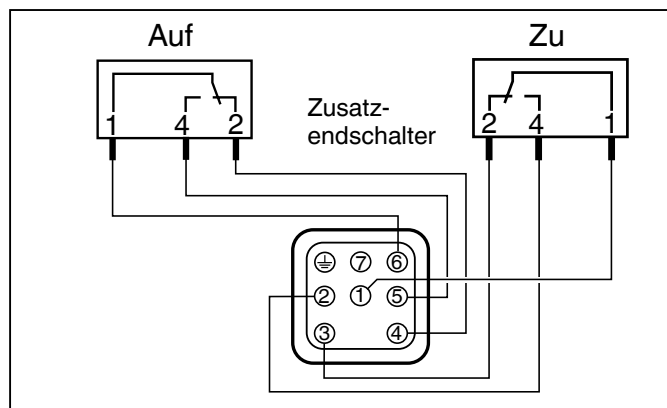 Auf Zu
1 4 2 2 4 1
Zusatz-
endschalter
7 6
2 1 5
3 4